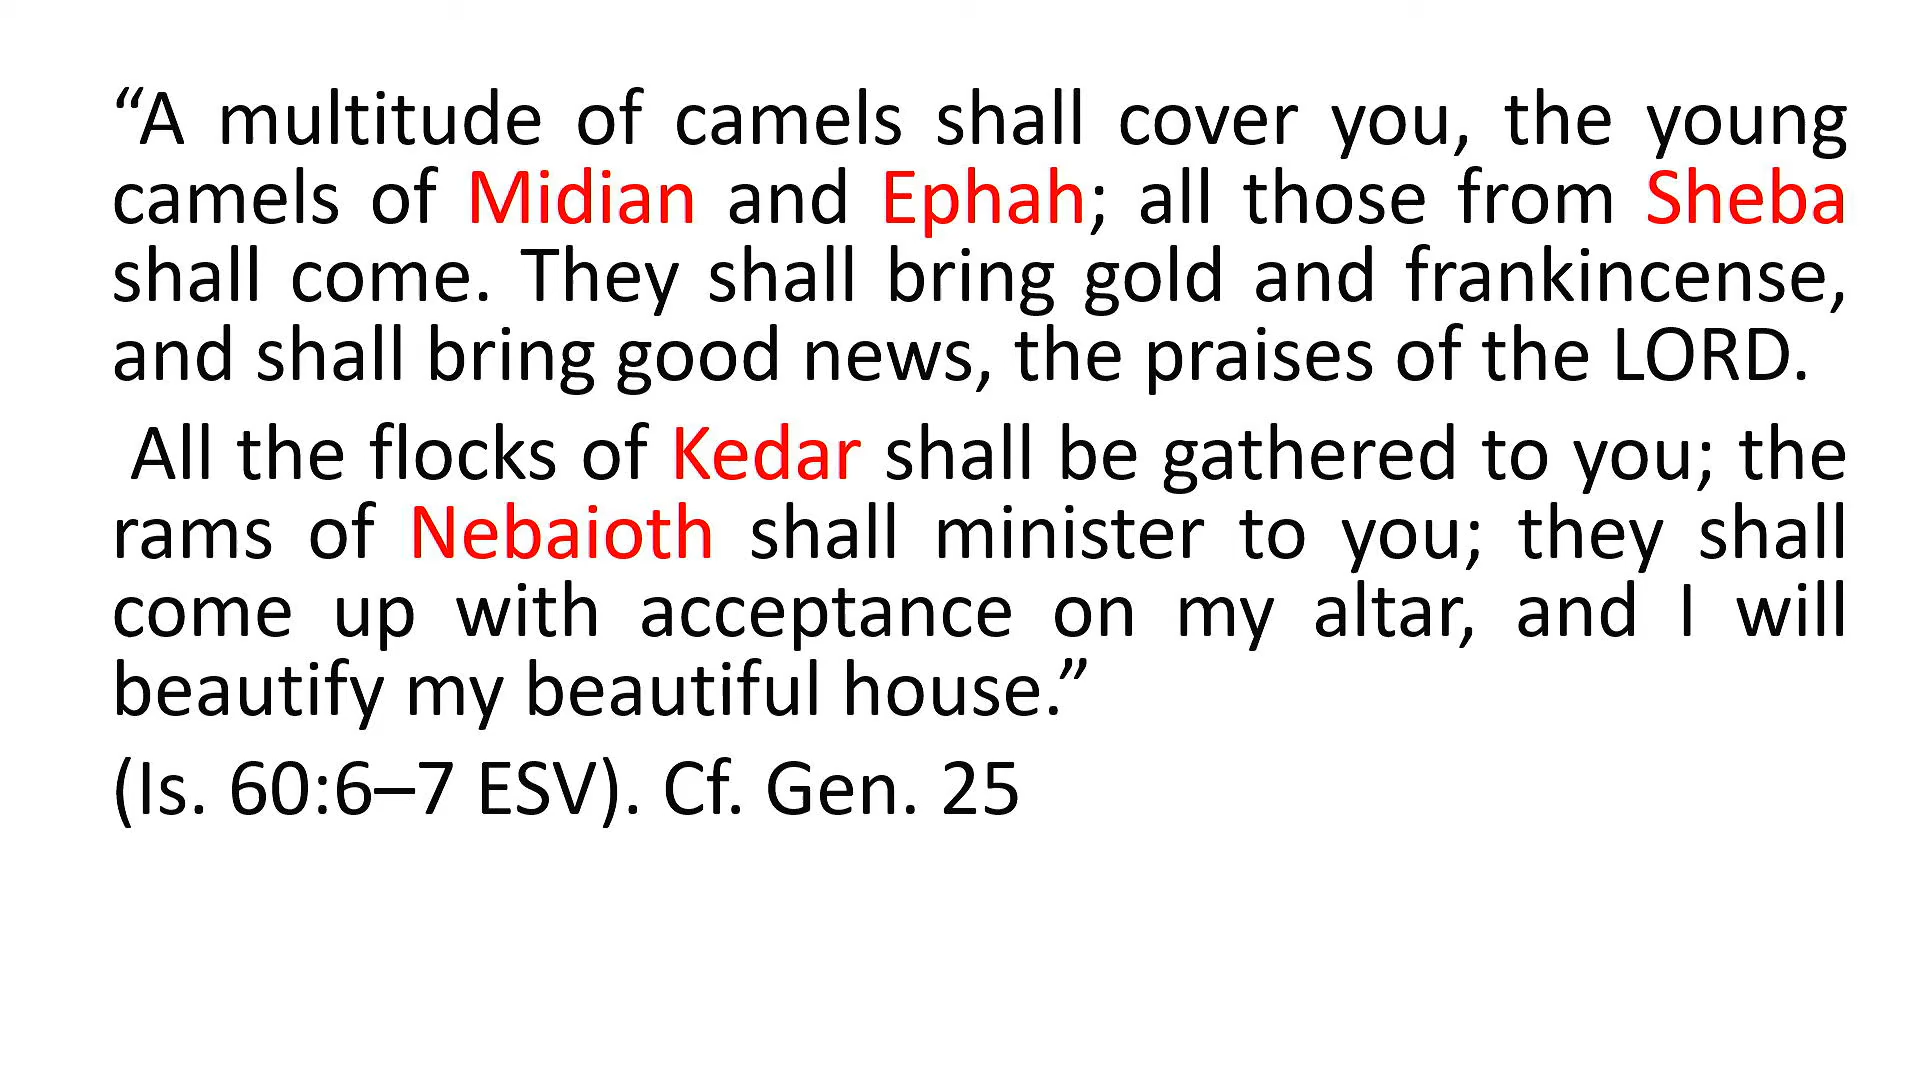 “A multitude of camels shall cover you, the young
camels of Midian and Ephah; all those from Sheba
shall come. They shall bring gold and frankincense,
and shall bring good news, the praises of the LORD.
All the flocks of Kedar shall be gathered to you; the
rams of Nebaioth shall minister to you; they shall
come up with acceptance on my altar, and I will
beautify my beautiful house.”
(Is. 60:6–7 ESV). Cf. Gen. 25